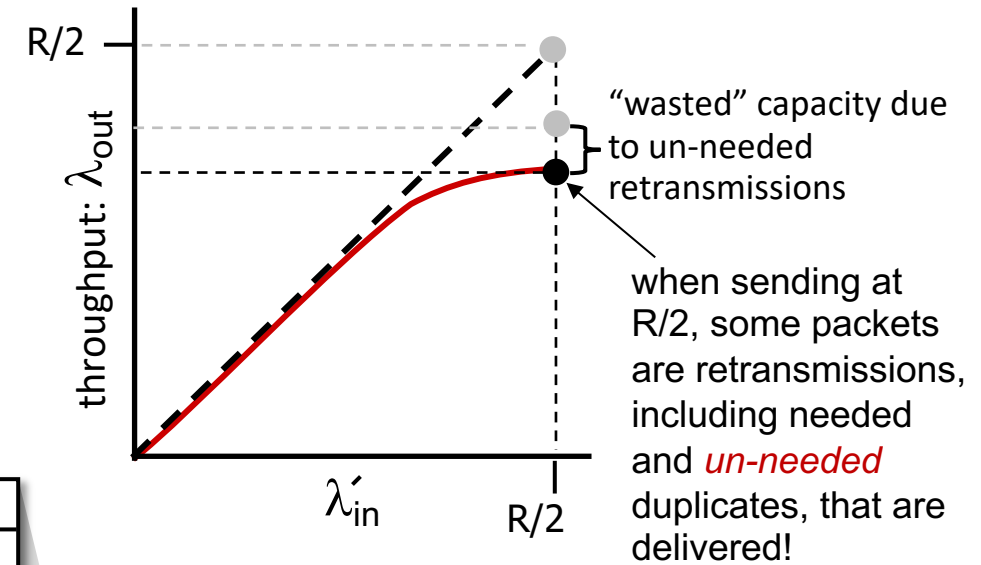 R/2
throughput: λout
“wasted” capacity due
to un-needed
retransmissions
when sending at
R/2, some packets
are retransmissions,
including needed
and un-needed
duplicates, that are
delivered!
λ′in
R/2